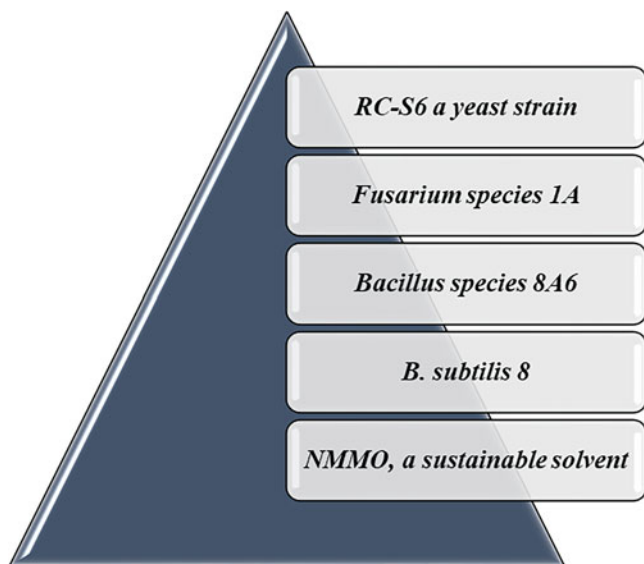 RC-S6 a yeast strain
Fusarium species 1A
Bacillus species 8A6
B. subtilis 8
NMMO, a sustainable solvent